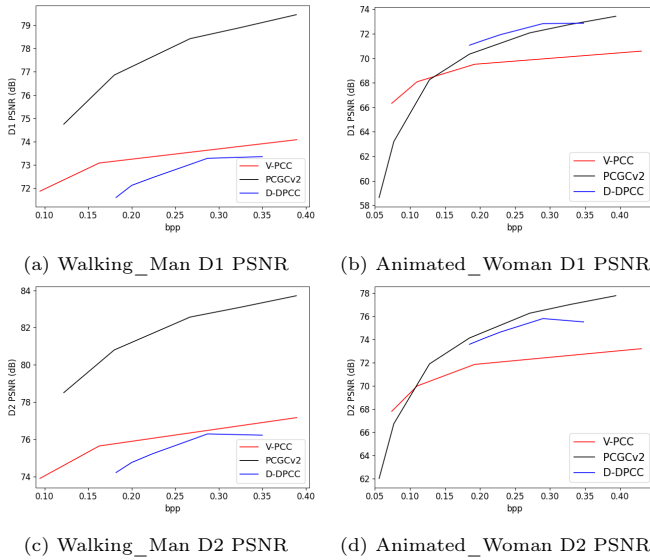 79
78
77
76
75
74
73
72
D1 PSNR (dB)
0.10 0.15 0.20 0.25 0.30 0.35 0.40
bpp
V-PCC
PCGCv2
D-DPCC
(a) Walking_Man D1 PSNR
74
72
70
68
66
64
62
60
58
D1 PSNR (dB)
0.05 0.10 0.15 0.20 0.25 0.30 0.35 0.40
bpp
V-PCC
PCGCv2
D-DPCC
(b) Animated_Woman D1 PSNR
84
82
80
78
76
74
D2 PSNR (dB)
0.10 0.15 0.20 0.25 0.30 0.35 0.40
bpp
V-PCC
PCGCv2
D-DPCC
(c) Walking_Man D2 PSNR
78
76
74
72
70
68
66
64
62
D2 PSNR (dB)
0.05 0.10 0.15 0.20 0.25 0.30 0.35 0.40
bpp
V-PCC
PCGCv2
D-DPCC
(d) Animated_Woman D2 PSNR